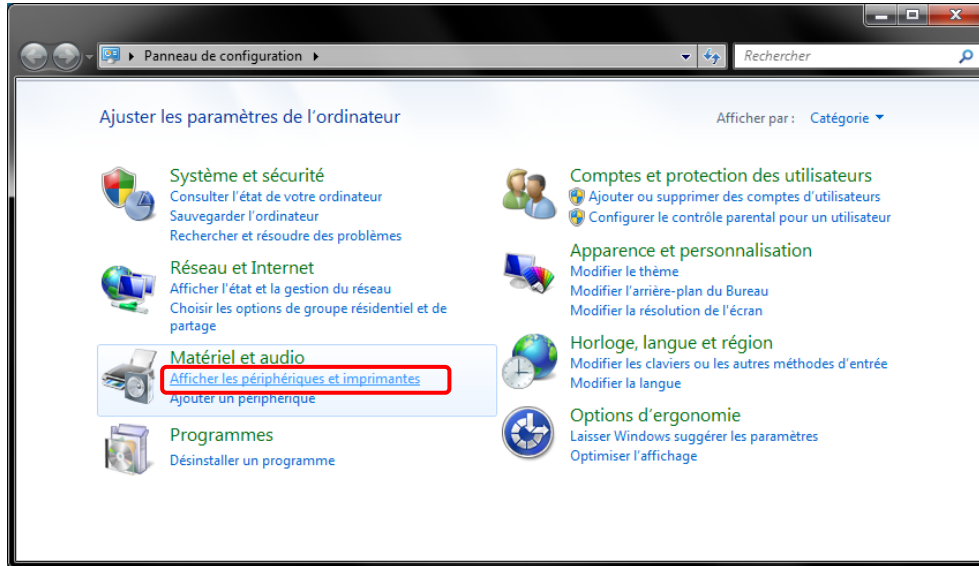 Panneau de configuration
Rechercher
Ajuster les paramètres de l'ordinateur
Afficher par : Catégorie
Système et sécurité
Consulter l'état de votre ordinateur
Sauvegarder l'ordinateur
Rechercher et résoudre des problèmes
Réseau et Internet
Afficher l'état et la gestion du réseau
Choisir les options de groupe résidentiel et de
partage
Matériel et audio
Afficher les périphériques et imprimantes
Ajouter un périphérique
Programmes
Désinstaller un programme
Comptes et protection des utilisateurs
Ajouter ou supprimer des comptes d'utilisateurs
Configurer le contrôle parental pour un utilisateur
Apparence et personnalisation
Modifier le thème
Modifier l'arrière-plan du Bureau
Modifier la résolution de l'écran
Horloge, langue et région
Modifier les claviers ou les autres méthodes d'entrée
Modifier la langue
Options d'ergonomie
Laisser Windows suggérer les paramètres
Optimiser l'affichage